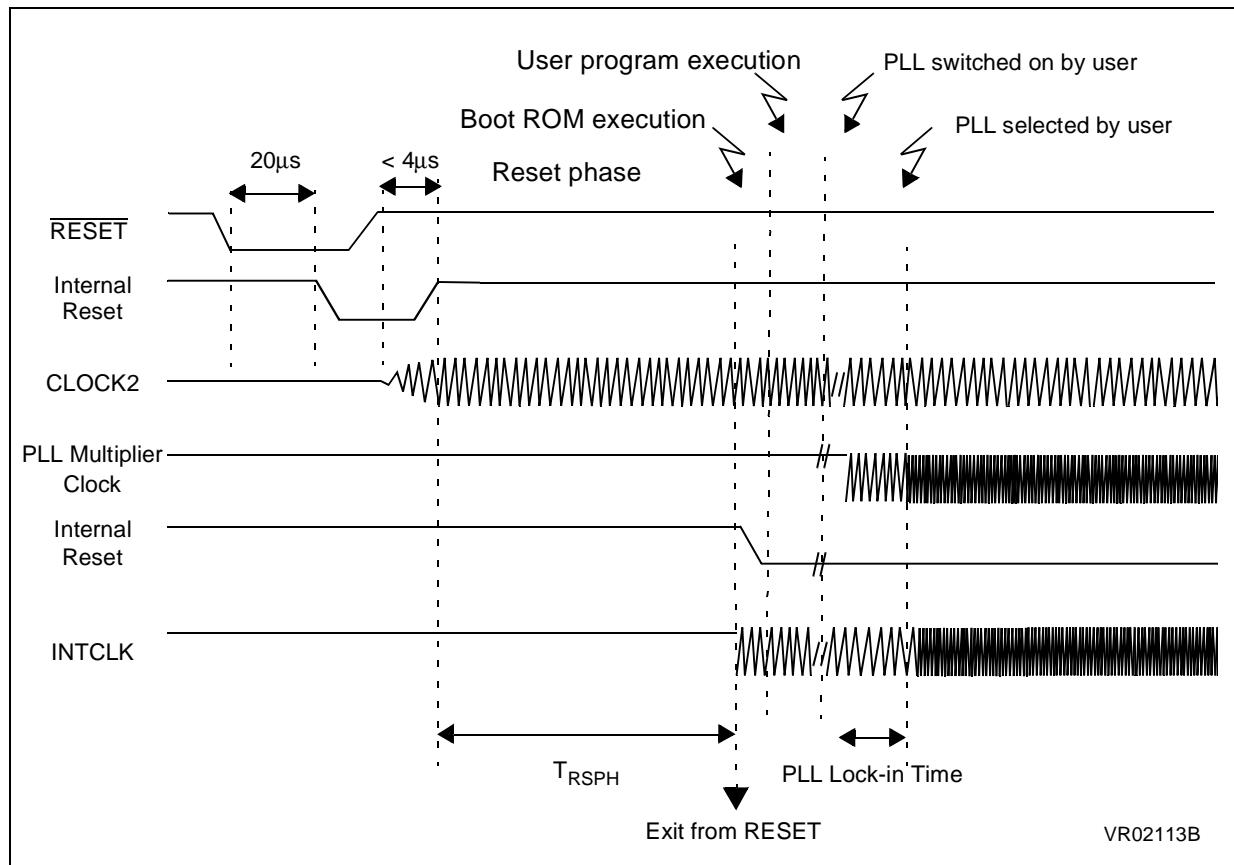 User program execution
PLL switched on by user
Boot ROM execution
PLL selected by user
20µs
< 4µs
Reset phase
RESET
Internal
Reset
CLOCK2
PLL Multiplier
Clock
Internal
Reset
INTCLK
TRSPH
PLL Lock-in Time
Exit from RESET
VR02113B